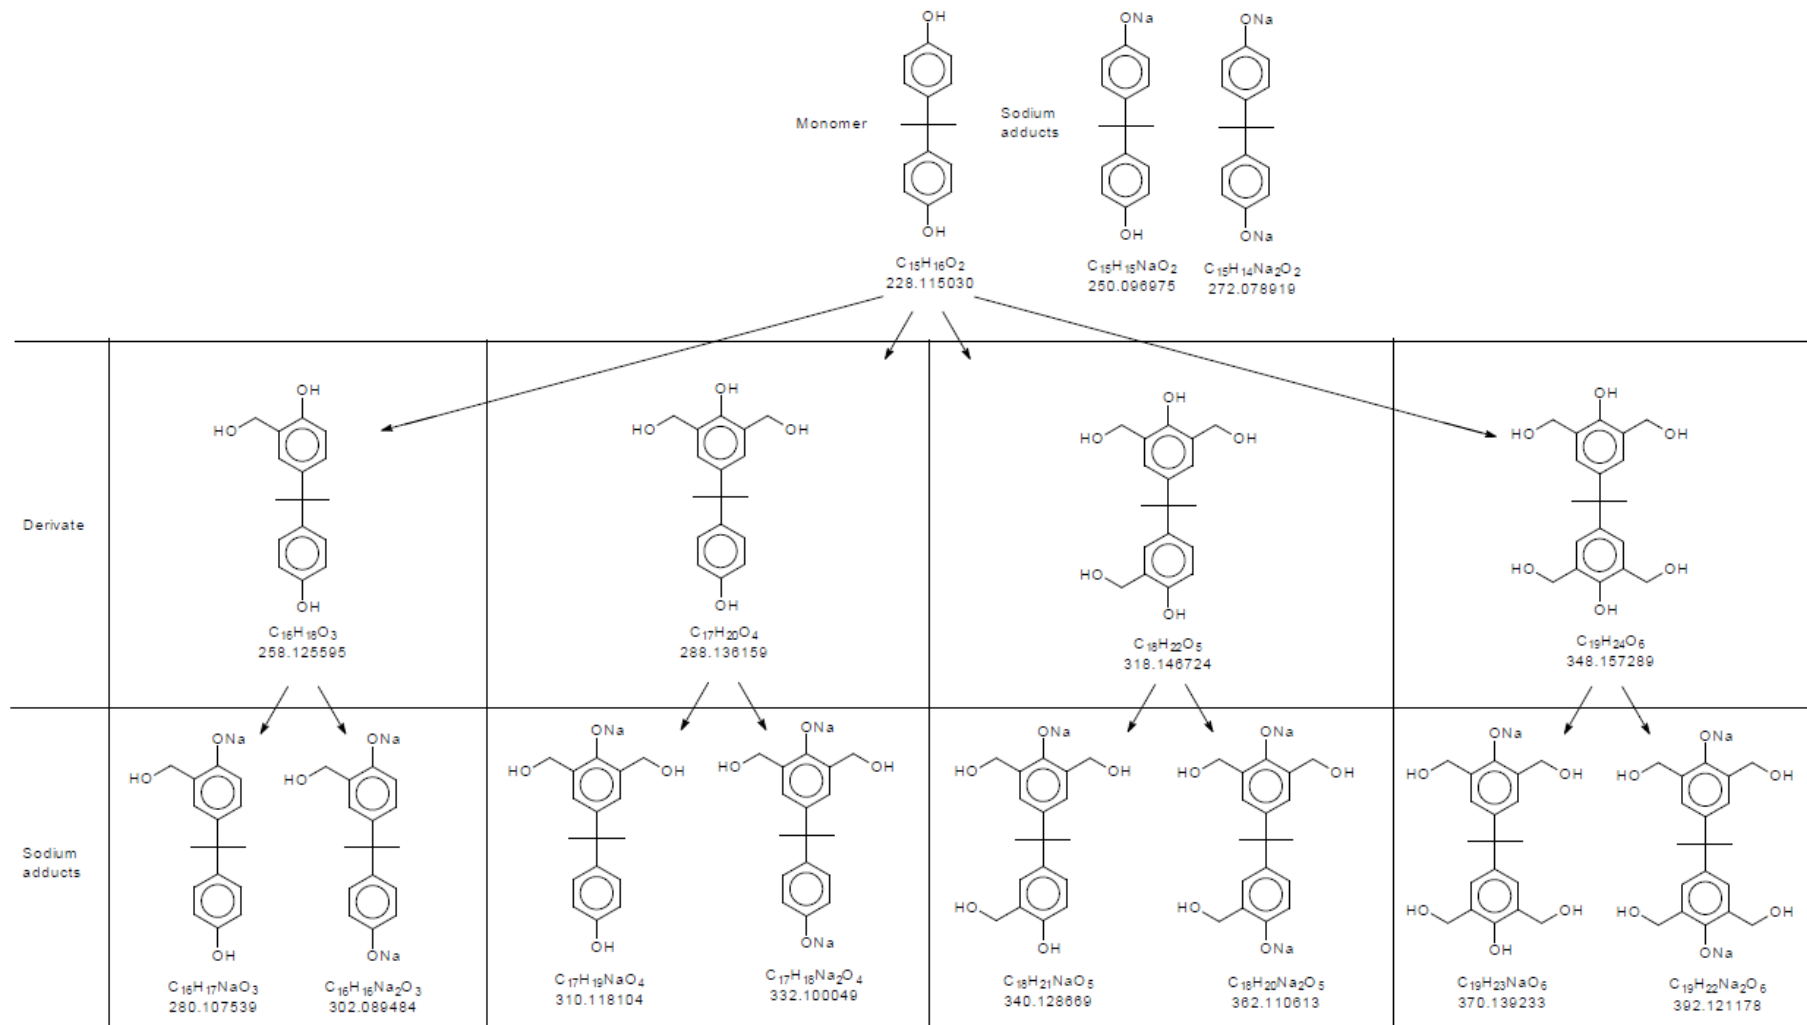 OH
ONa
ONa
Monomer
Sodium
adducts
OH
OH
ONa
C15H16O2
228.115030
C15H15NaO2
250.096975
C15H14Na2O2
272.078919
Derivate
OH
HO
OH
C16H18O3
258.125595
OH
HO
OH
OH
C17H20O4
288.136159
OH
HO
OH
HO
OH
C18H22O5
318.146724
OH
HO
OH
HO
OH
OH
C19H24O6
348.157289
Sodium
adducts
ONa
HO
OH
C16H17NaO3
280.107539
ONa
HO
ONa
C16H16Na2O3
302.089484
ONa
HO
OH
OH
C17H19NaO4
310.118104
ONa
HO
OH
ONa
C17H18Na2O4
332.100049
ONa
HO
OH
HO
OH
C18H21NaO5
340.128669
ONa
HO
OH
HO
ONa
C18H20Na2O5
362.110613
ONa
HO
OH
HO
OH
OH
C19H23NaO6
370.139233
ONa
HO
OH
HO
OH
ONa
C19H22Na2O6
392.121178